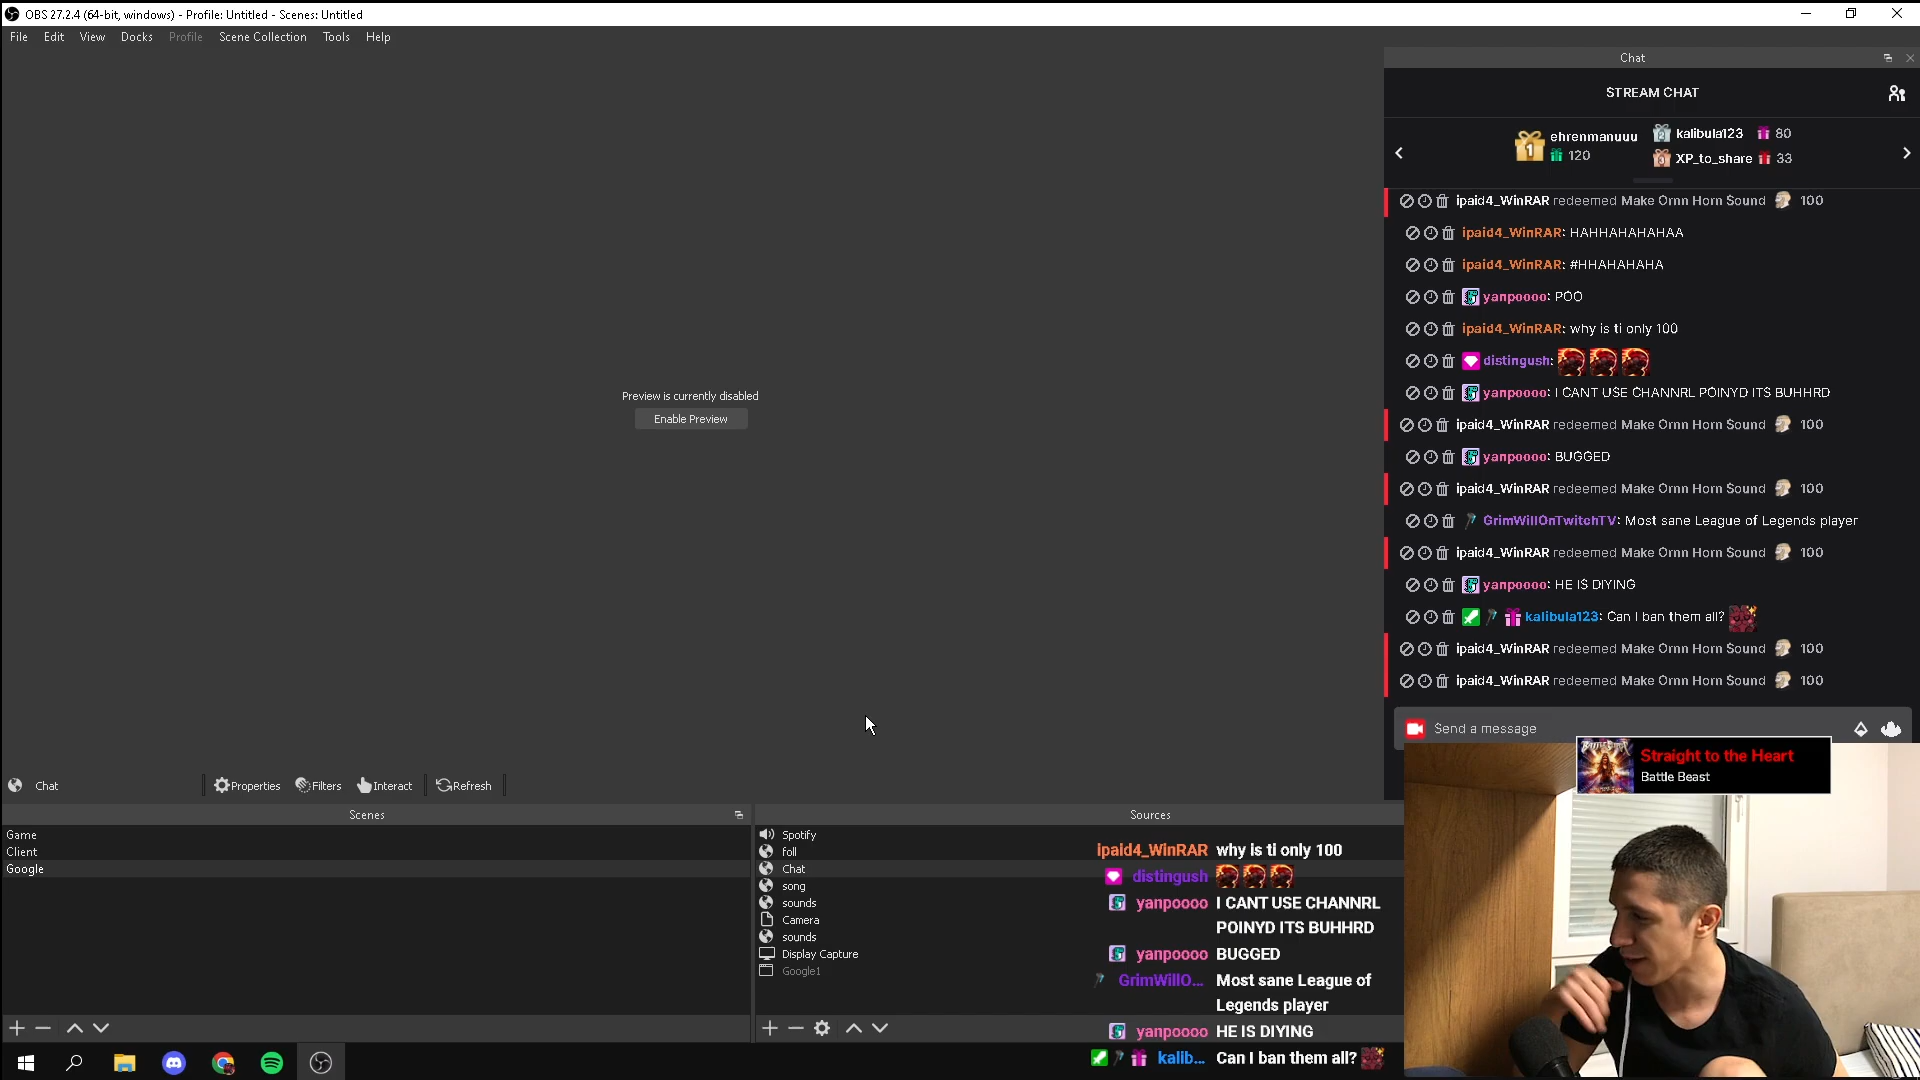 OBS 27.2.4 (64-bit, windows) - Profile: Untitled - Scenes: Untitled
File Edit View Docks Profile Scene Collection Tools Help
Chat
STREAM CHAT
1 ehrenmanuuu 120
2 kalibula123 80
3 XP_to_share 33
ipaid4_WinRAR redeemed Make Ornn Horn Sound 100
ipaid4_WinRAR: HAHHAHAHAHAA
ipaid4_WinRAR: #HHAHAHAHA
yanpoooo: POO
ipaid4_WinRAR: why is ti only 100
distingush:
yanpoooo: I CANT USE CHANNRL POINYD ITS BUHHRD
ipaid4_WinRAR redeemed Make Ornn Horn Sound 100
yanpoooo: BUGGED
ipaid4_WinRAR redeemed Make Ornn Horn Sound 100
GrimWillOnTwitchTV: Most sane League of Legends player
ipaid4_WinRAR redeemed Make Ornn Horn Sound 100
yanpoooo: HE IS DIYING
kalibula123: Can I ban them all?
ipaid4_WinRAR redeemed Make Ornn Horn Sound 100
ipaid4_WinRAR redeemed Make Ornn Horn Sound 100
Send a message
Preview is currently disabled
Enable Preview
Straight to the Heart
Battle Beast
Chat Properties Filters Interact Refresh
Scenes
Game
Client
Google
Sources
Spotify
foll
Chat
song
sounds
Camera
sounds
Display Capture
Google1
ipaid4_WinRAR why is ti only 100
distingush
yanpoooo I CANT USE CHANNRL
POINYD ITS BUHHRD
yanpoooo BUGGED
GrimWillO... Most sane League of
Legends player
yanpoooo HE IS DIYING
kalib... Can I ban them all?